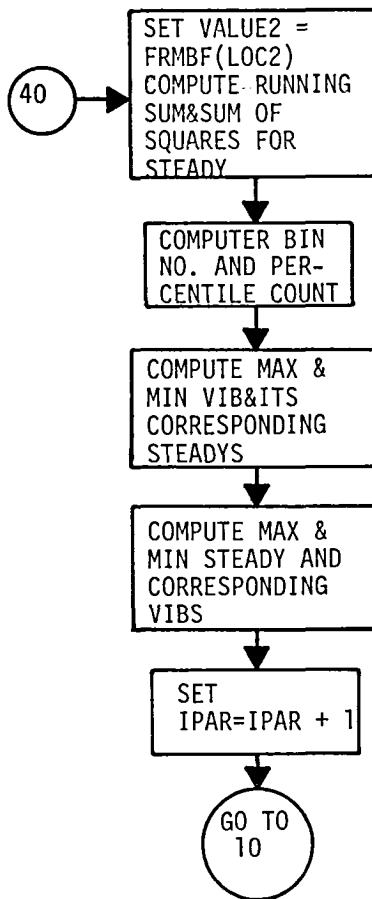 40
SET VALUE2 =
FRMBF(LOC2)
COMPUTE RUNNING
SUM&SUM OF
SQUARES FOR
STEADY
COMPUTER BIN
NO. AND PER-
CENTILE COUNT
COMPUTE MAX &
MIN VIB&ITS
CORRESPONDING
STEADYS
COMPUTE MAX &
MIN STEADY AND
CORRESPONDING
VIBS
SET
IPAR=IPAR + 1
GO TO
10